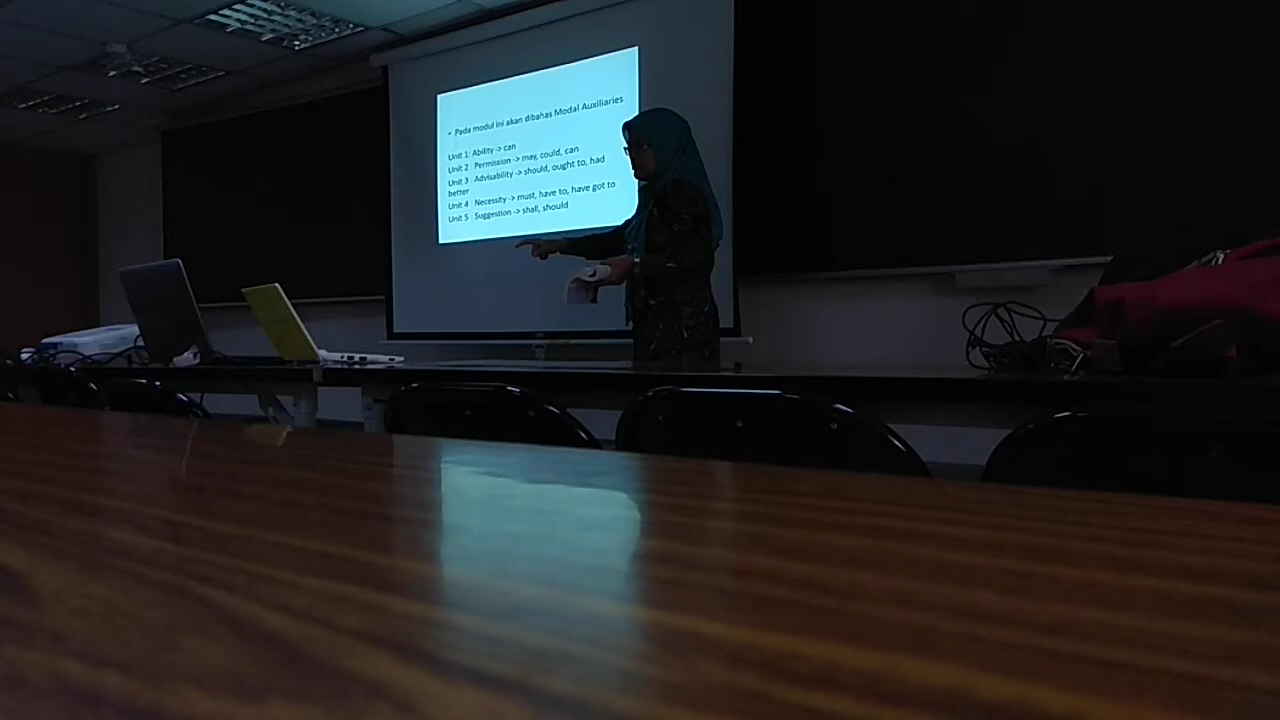 • Pada modul ini akan dibahas Modal Auxiliaries
Unit 1: Ability -> can
Unit 2 : Permission -> may, could, can
Unit 3 : Advisability -> should, ought to, had
better
Unit 4 : Necessity -> must, have to, have got to
Unit 5 : Suggestion -> shall, should